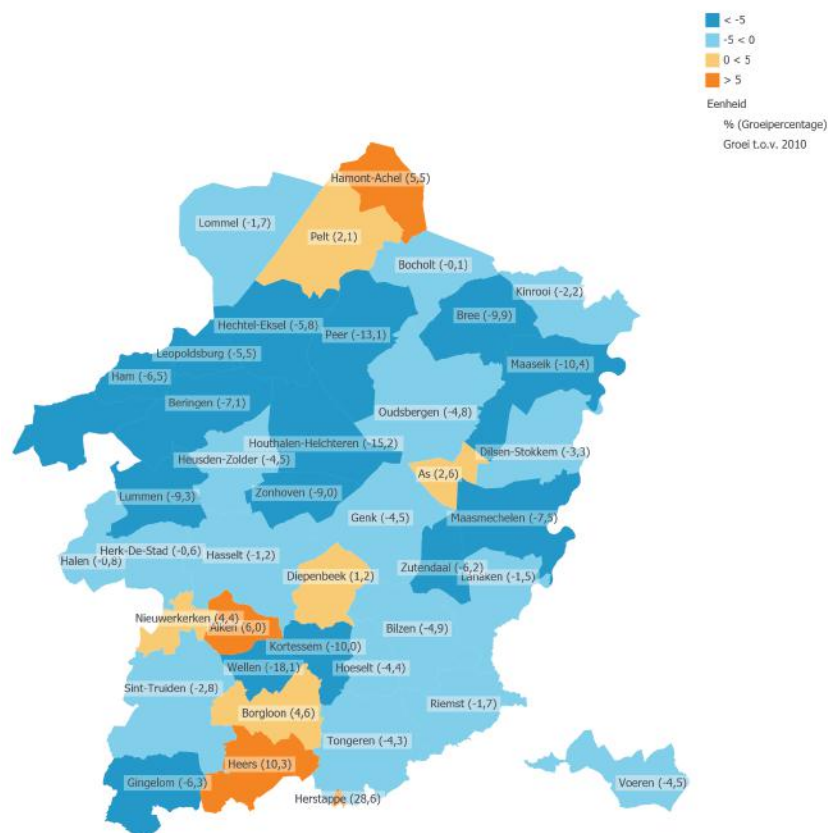 < -5
-5 < 0
0 < 5
> 5
Eenheid
% (Groeipercentage)
Groei t.o.v. 2010
Hamont-Achel (5,5)
Lommel (-1,7)
Pelt (2,1)
Bocholt (-0,1)
Kinrooi (-2,2)
Bree (-9,9)
Hechtel-Eksel (-5,8)
Peer (-13,1)
Leopoldsburg (-5,5)
Maaseik (-10,4)
Ham (-6,5)
Beringen (-7,1)
Oudsbergen (-4,8)
Houthalen-Helchteren (-15,2)
Dilsen-Stokkem (-3,3)
Heusden-Zolder (-4,5)
As (2,6)
Lummen (-9,3)
Zonhoven (-9,0)
Genk (-4,5)
Maasmechelen (-7,5)
Herk-De-Stad (-0,6)
Hasselt (-1,2)
Halen (-0,8)
Zutendaal (-6,2)
Diepenbeek (1,2)
Lanaken (-1,5)
Nieuwerkerken (4,4)
Alken (6,0)
Bilzen (-4,9)
Kortessem (-10,0)
Wellen (-18,1)
Hoeselt (-4,4)
Sint-Truiden (-2,8)
Riemst (-1,7)
Borgloon (4,6)
Tongeren (-4,3)
Heers (10,3)
Gingelom (-6,3)
Voeren (-4,5)
Herstappe (28,6)